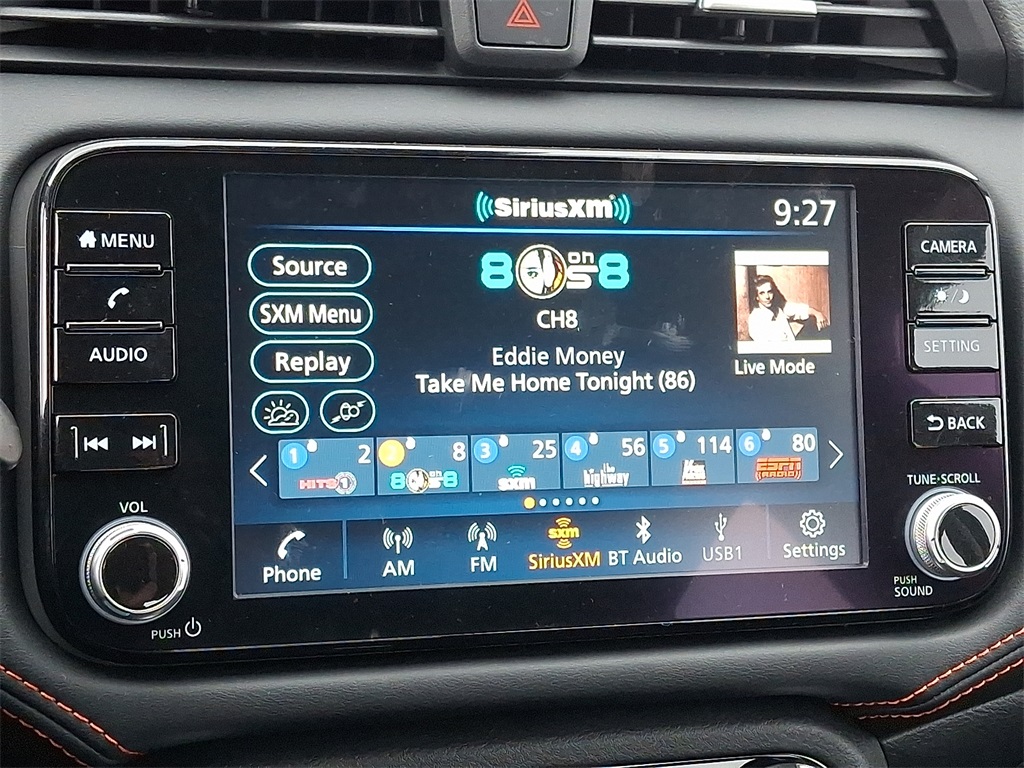 SiriusXM
9:27
MENU
AUDIO
VOL
PUSH
Source
SXM Menu
Replay
80s on 8
CH8
Eddie Money
Take Me Home Tonight (86)
Live Mode
1 2 HITS 1
2 8 80s on 8
3 25 sxm
4 56 the highway
5 114
6 80 ESPN RADIO
Phone
AM
FM
sxm
SiriusXM
BT Audio
USB1
Settings
CAMERA
SETTING
BACK
TUNE·SCROLL
PUSH
SOUND